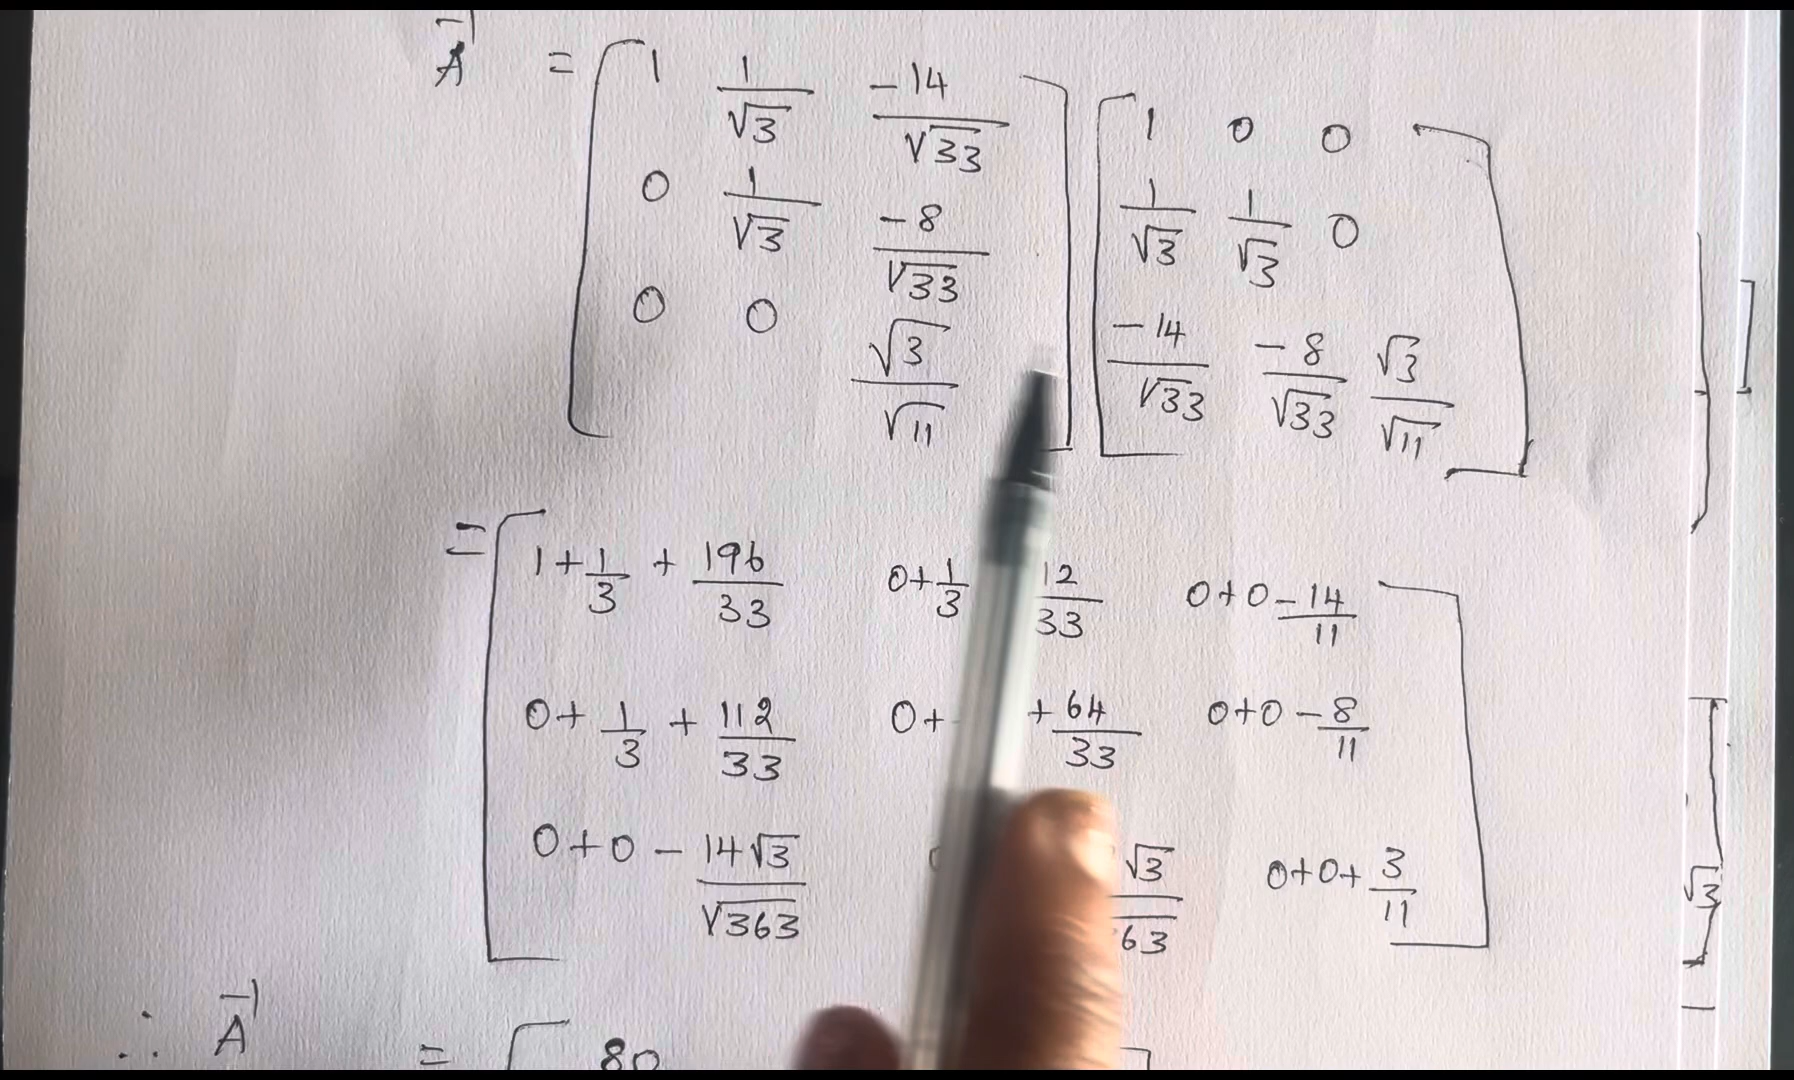 A⁻¹ = [ 1 1/√3 -14/√33 ] [ 1 0 0 ]
[ 0 1/√3 -8/√33 ] [ 1/√3 1/√3 0 ]
[ 0 0 √3/√11 ] [ -14/√33 -8/√33 √3/√11 ]
= [ 1+1/3 + 196/33 0+1/3 12/33 0+0-14/11 ]
[ 0+ 1/3 + 112/33 0+ +64/33 0+0-8/11 ]
[ 0+0 - 14√3/√363 √3/63 0+0+3/11 ]
√3
∴ A⁻¹ = [ 80